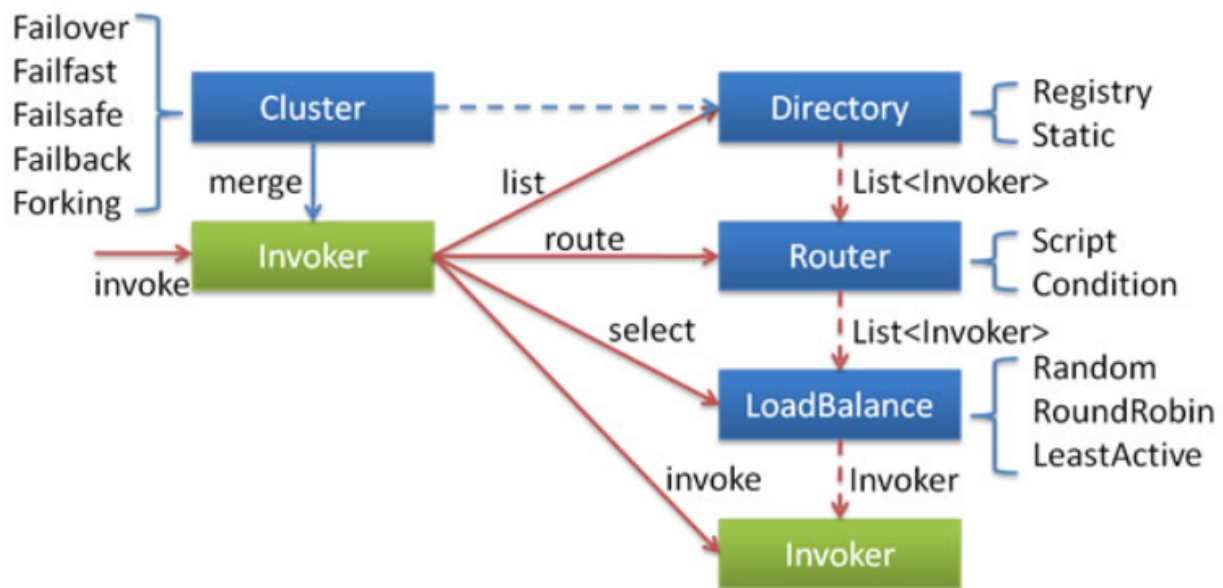 Failover
Failfast
Failsafe
Failback
Forking
Cluster
Directory
Registry
Static
merge
list
List<Invoker>
invoke
Invoker
route
Router
Script
Condition
select
List<Invoker>
LoadBalance
Random
RoundRobin
LeastActive
invoke
Invoker
Invoker